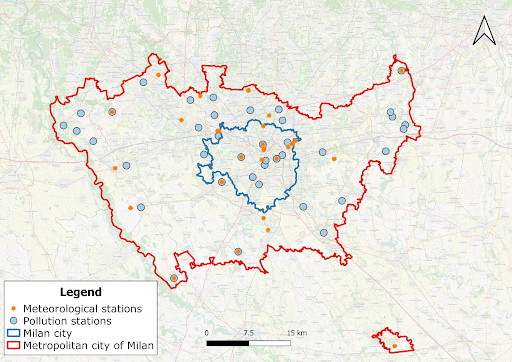 Legend
Meteorological stations
Pollution stations
Milan city
Metropolitan city of Milan
0 7.5 15 km